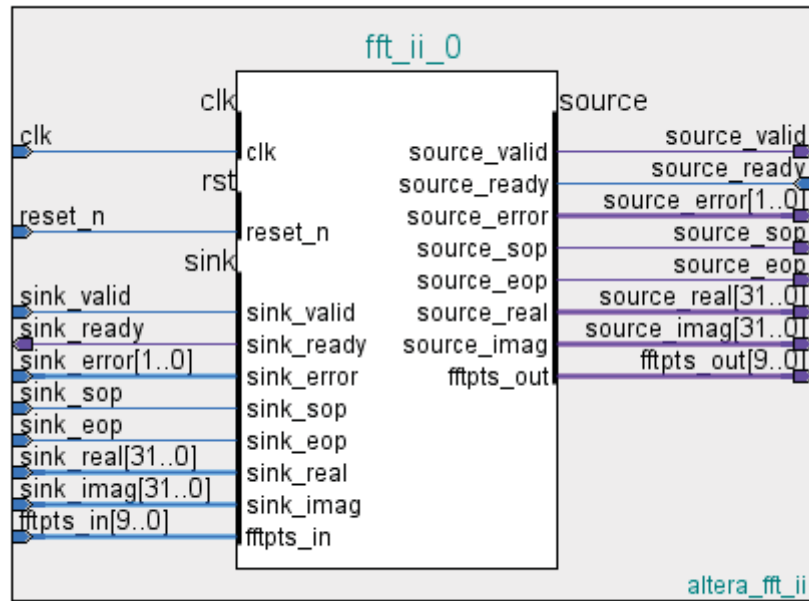 fft_ii_0
clk
source
clk
source_valid
clk
source_valid
rst
source_ready
source_ready
source_error[1..0]
reset_n
source_error
source_sop
reset_n
source_sop
source_eop
sink
source_eop
source_real[31..0]
sink_valid
sink_valid
source_real
source_imag[31..0]
sink_ready
sink_ready
source_imag
fftpts_out[9..0]
sink_error[1..0]
sink_error
fftpts_out
sink_sop
sink_sop
sink_eop
sink_eop
sink_real[31..0]
sink_real
sink_imag[31..0]
sink_imag
fftpts_in[9..0]
fftpts_in
altera_fft_ii